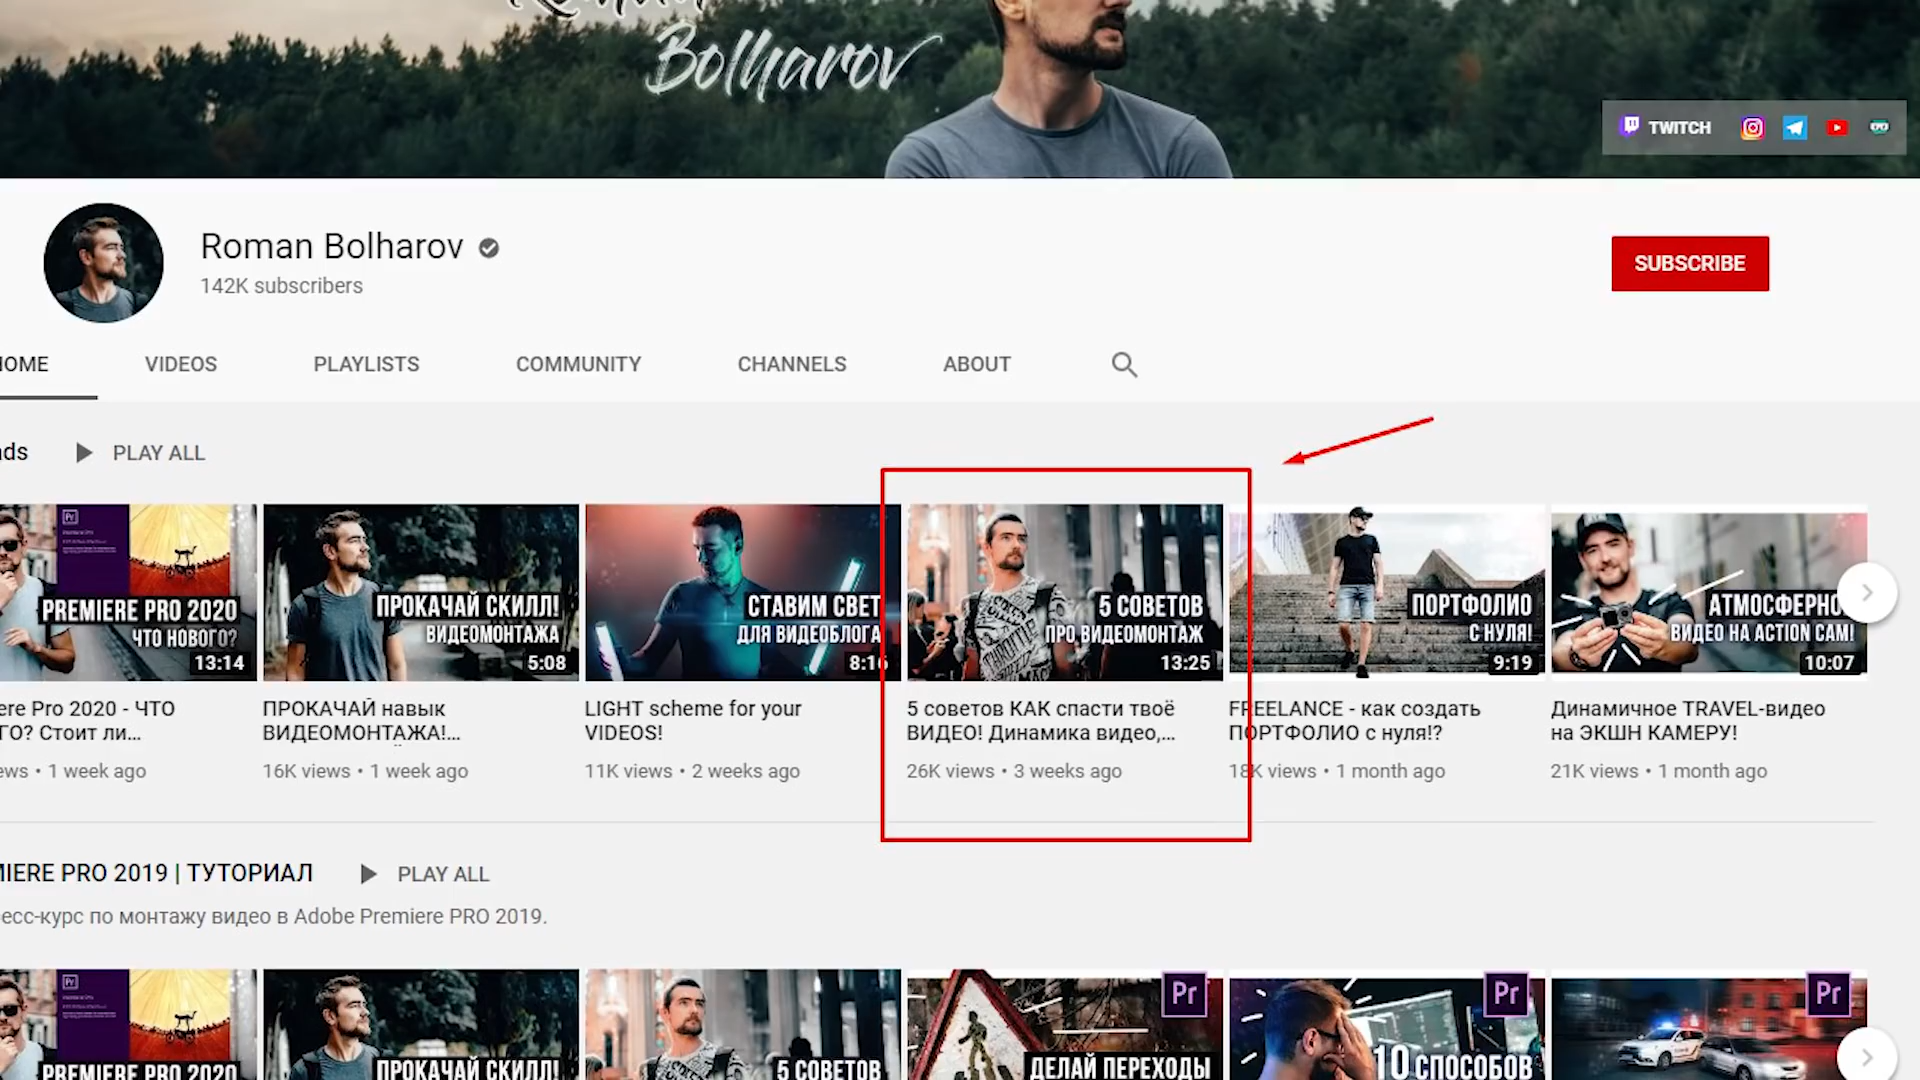 Bolharov
TWITCH
Roman Bolharov
142K subscribers
SUBSCRIBE
HOME
VIDEOS
PLAYLISTS
COMMUNITY
CHANNELS
ABOUT
ds
PLAY ALL
Pr
PREMIERE PRO 2020
ЧТО НОВОГО?
13:14
ПРОКАЧАЙ СКИЛЛ!
ВИДЕОМОНТАЖА
5:08
СТАВИМ СВЕТ
ДЛЯ ВИДЕОБЛОГА
8:16
5 СОВЕТОВ
ПРО ВИДЕОМОНТАЖ
13:25
ПОРТФОЛИО
С НУЛЯ!
9:19
АТМОСФЕРНО
ВИДЕО НА ACTION CAM!
10:07
ere Pro 2020 - ЧТО
ГО? Стоит ли...
ews • 1 week ago
ПРОКАЧАЙ навык
ВИДЕОМОНТАЖА!...
16K views • 1 week ago
LIGHT scheme for your
VIDEOS!
11K views • 2 weeks ago
5 советов КАК спасти твоё
ВИДЕО! Динамика видео,...
26K views • 3 weeks ago
FREELANCE - как создать
ПОРТФОЛИО с нуля!?
18K views • 1 month ago
Динамичное TRAVEL-видео
на ЭКШН КАМЕРУ!
21K views • 1 month ago
MIERE PRO 2019 | ТУТОРИАЛ
PLAY ALL
ресс-курс по монтажу видео в Adobe Premiere PRO 2019.
Pr
PREMIERE PRO 2020
ПРОКАЧАЙ СКИЛЛ!
5 СОВЕТОВ
Pr
ДЕЛАЙ ПЕРЕХОДЫ
Pr
10 СПОСОБОВ
Pr